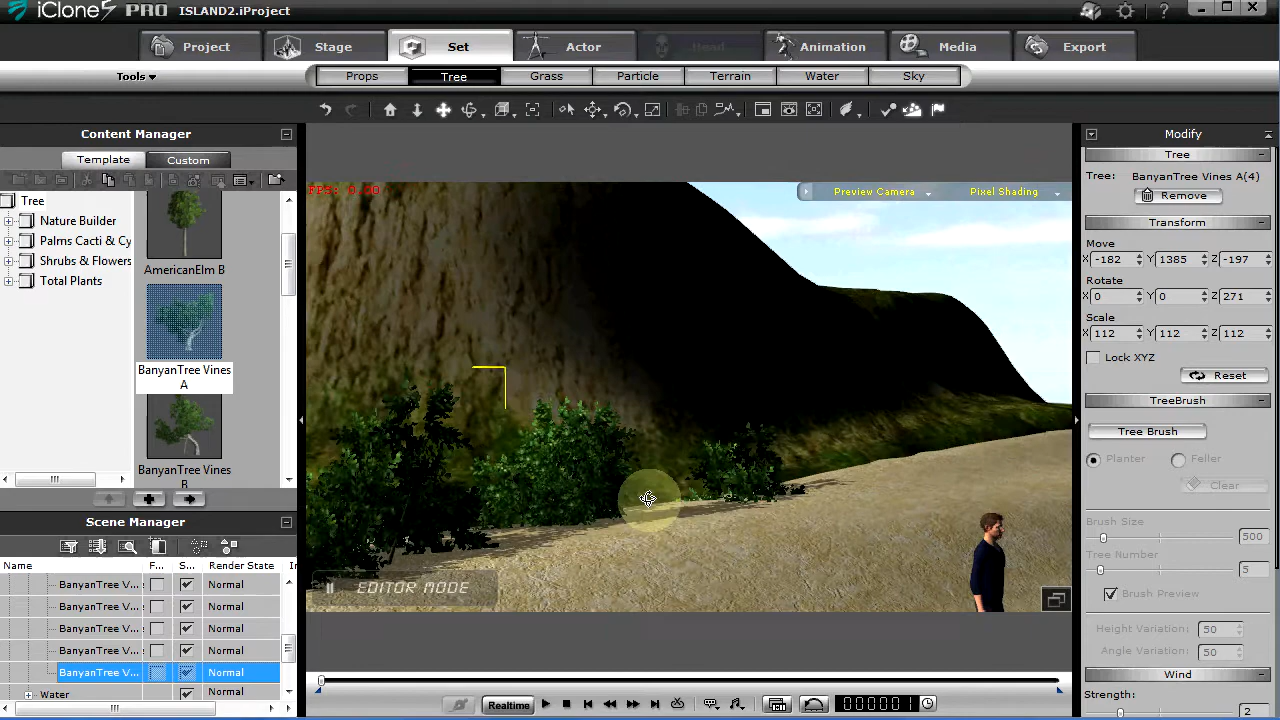 iClone5 PRO ISLAND2.iProject
Project Stage Set Actor Head Animation Media Export
Tools Props Tree Grass Particle Terrain Water Sky
Content Manager
Template Custom
Tree
Nature Builder
Palms Cacti & Cy
Shrubs & Flowers
Total Plants
AmericanElm B
BanyanTree Vines
A
BanyanTree Vines
B
Scene Manager
Name F... S... Render State
BanyanTree V... Normal
BanyanTree V... Normal
BanyanTree V... Normal
BanyanTree V... Normal
BanyanTree V... Normal
Water Normal
FPS: 0.00
Preview Camera Pixel Shading
EDITOR MODE
Realtime 000001
Modify
Tree
Tree: BanyanTree Vines A(4)
Remove
Transform
Move
X -182 Y 1385 Z -197
Rotate
X 0 Y 0 Z 271
Scale
X 112 Y 112 Z 112
Lock XYZ
Reset
TreeBrush
Tree Brush
Planter Feller
Clear
Brush Size
500
Tree Number
5
Brush Preview
Height Variation: 50
Angle Variation: 50
Wind
Strength:
2